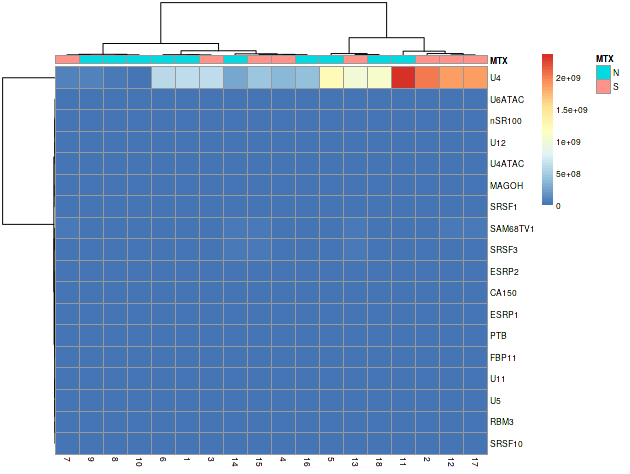 MTX
U4
U6ATAC
nSR100
U12
U4ATAC
MAGOH
SRSF1
SAM68TV1
SRSF3
ESRP2
CA150
ESRP1
PTB
FBP11
U11
U5
RBM3
SRSF10
7 9 8 10 6 1 3 14 15 4 16 5 13 18 11 2 12 17
2e+09
1.5e+09
1e+09
5e+08
0
MTX
N
S